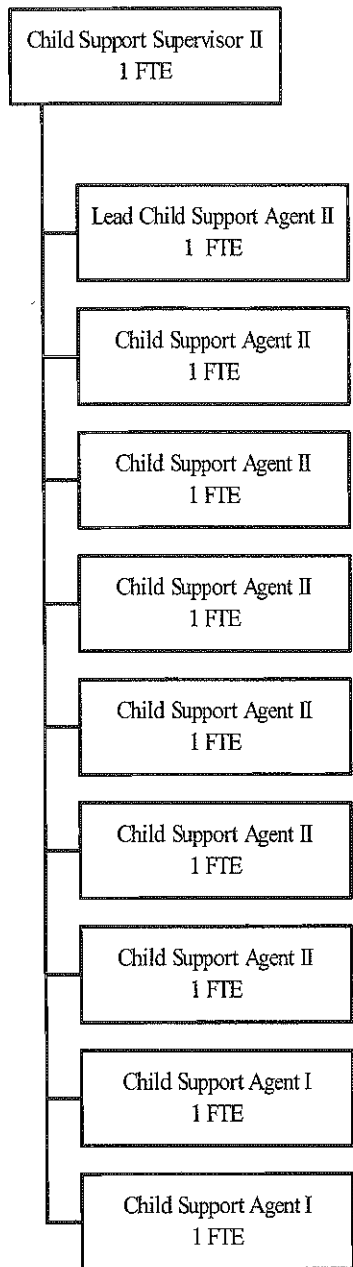 Child Support Supervisor II
1 FTE
Lead Child Support Agent II
1 FTE
Child Support Agent II
1 FTE
Child Support Agent II
1 FTE
Child Support Agent II
1 FTE
Child Support Agent II
1 FTE
Child Support Agent II
1 FTE
Child Support Agent II
1 FTE
Child Support Agent I
1 FTE
Child Support Agent I
1 FTE